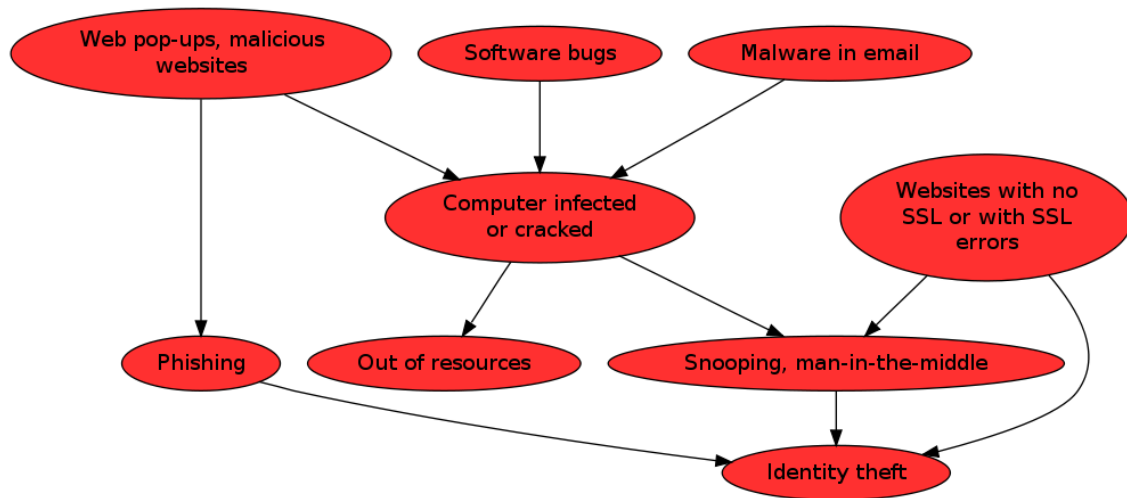 Web pop-ups, malicious
websites
Software bugs
Malware in email
Computer infected
or cracked
Websites with no
SSL or with SSL
errors
Phishing
Out of resources
Snooping, man-in-the-middle
Identity theft